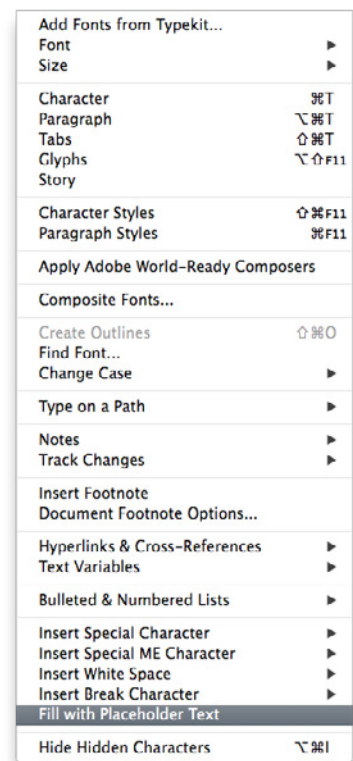 Add Fonts from Typekit...
Font ▶
Size ▶
Character ⌘T
Paragraph ⌥⌘T
Tabs ⇧⌘T
Glyphs ⌥⇧F11
Story
Character Styles ⇧⌘F11
Paragraph Styles ⌘F11
Apply Adobe World-Ready Composers
Composite Fonts...
Create Outlines ⇧⌘O
Find Font...
Change Case ▶
Type on a Path ▶
Notes ▶
Track Changes ▶
Insert Footnote
Document Footnote Options...
Hyperlinks & Cross-References ▶
Text Variables ▶
Bulleted & Numbered Lists ▶
Insert Special Character ▶
Insert Special ME Character ▶
Insert White Space ▶
Insert Break Character ▶
Fill with Placeholder Text
Hide Hidden Characters ⌥⌘I